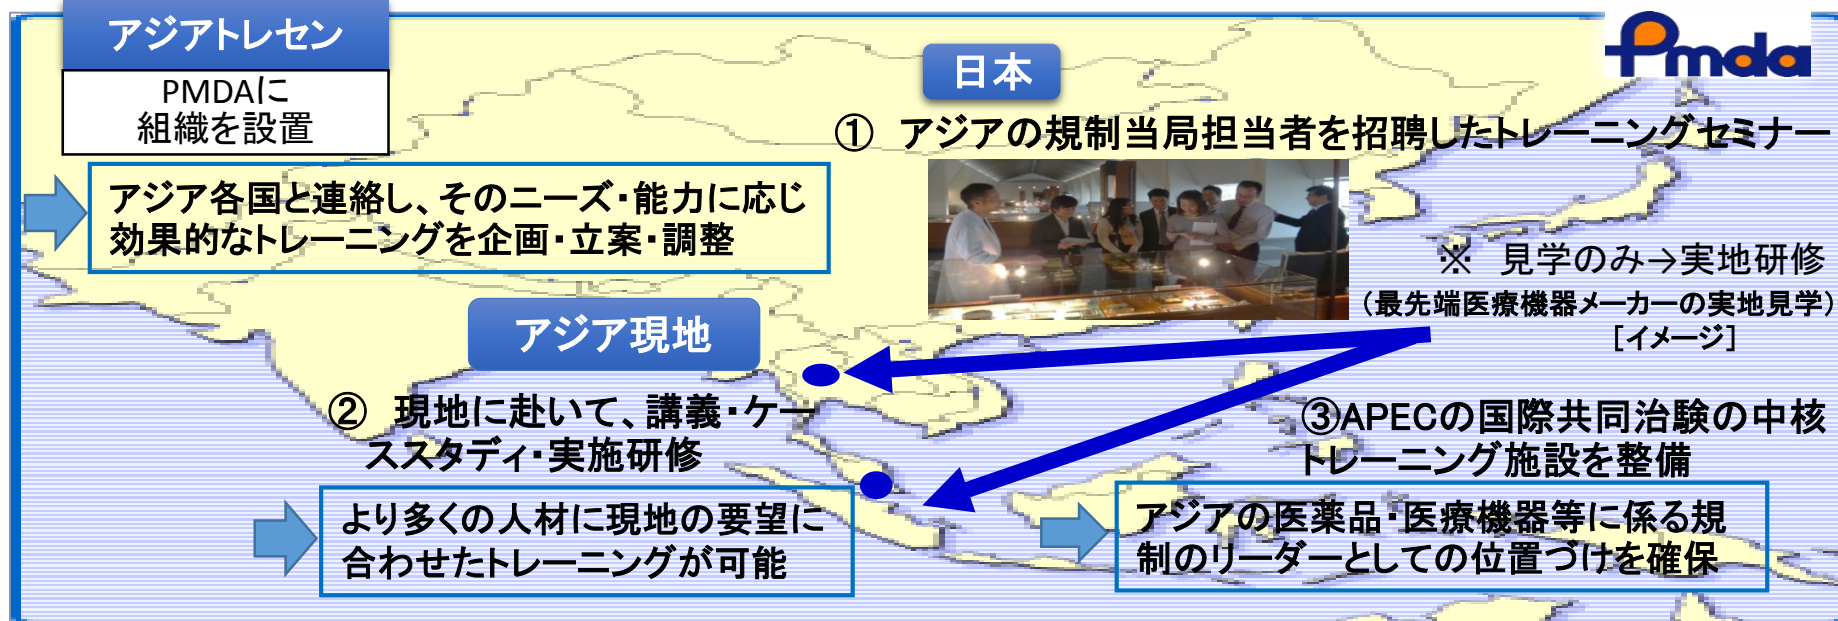 アジアトレセン
PMDAに
組織を設置
アジア各国と連絡し、そのニーズ・能力に応じ
効果的なトレーニングを企画・立案・調整
日本
Pmda
① アジアの規制当局担当者を招聘したトレーニングセミナー
※ 見学のみ→実地研修
（最先端医療機器メーカーの実地見学）
［イメージ］
アジア現地
② 現地に赴いて、講義・ケー
ススタディ・実施研修
より多くの人材に現地の要望に
合わせたトレーニングが可能
③APECの国際共同治験の中核
トレーニング施設を整備
アジアの医薬品・医療機器等に係る規
制のリーダーとしての位置づけを確保